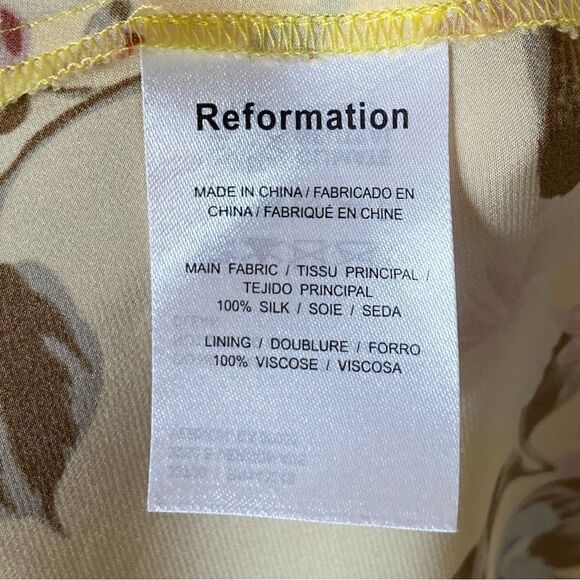 Reformation
MADE IN CHINA / FABRICADO EN
CHINA / FABRIQUÉ EN CHINE
MAIN FABRIC / TISSU PRINCIPAL /
TEJIDO PRINCIPAL
100% SILK / SOIE / SEDA
LINING / DOUBLURE / FORRO
100% VISCOSE / VISCOSA